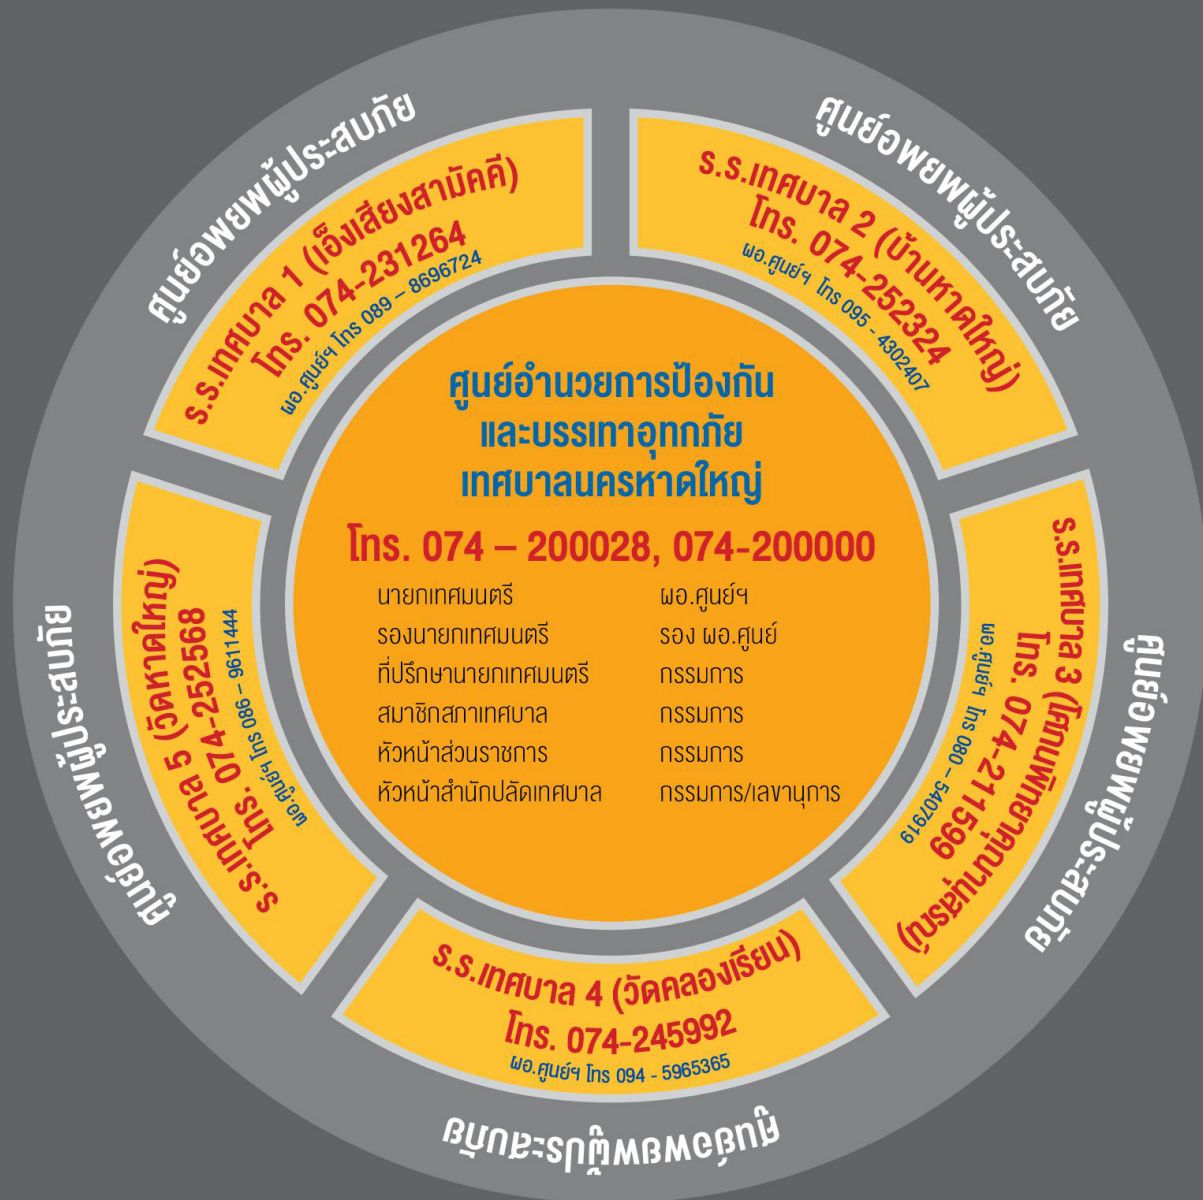 ศูนย์อพยพผู้ประสบภัย
ร.ร.เทศบาล 1 (เอ็งเสียงสามัคคี)
โทร. 074-231264
ผอ.ศูนย์ฯ โทร 089 – 8696724
ศูนย์อพยพผู้ประสบภัย
ร.ร.เทศบาล 2 (บ้านหาดใหญ่)
โทร. 074-252324
ผอ.ศูนย์ฯ โทร 095 - 4302407
ศูนย์อำนวยการป้องกัน
และบรรเทาอุทกภัย
เทศบาลนครหาดใหญ่
โทร. 074 – 200028, 074-200000
นายกเทศมนตรี ผอ.ศูนย์ฯ
รองนายกเทศมนตรี รอง ผอ.ศูนย์
ที่ปรึกษานายกเทศมนตรี กรรมการ
สมาชิกสภาเทศบาล กรรมการ
หัวหน้าส่วนราชการ กรรมการ
หัวหน้าสำนักปลัดเทศบาล กรรมการ/เลขานุการ
ศูนย์อพยพผู้ประสบภัย
ร.ร.เทศบาล 3 (โศภนพิทยาคุณานุสรณ์)
โทร. 074-211599
ผอ.ศูนย์ฯ โทร 080 – 5407919
ร.ร.เทศบาล 4 (วัดคลองเรียน)
โทร. 074-245992
ผอ.ศูนย์ฯ โทร 094 - 5965365
ศูนย์อพยพผู้ประสบภัย
ศูนย์อพยพผู้ประสบภัย
ร.ร.เทศบาล 5 (วัดหาดใหญ่)
โทร. 074-252568
ผอ.ศูนย์ฯ โทร 086 – 9611444